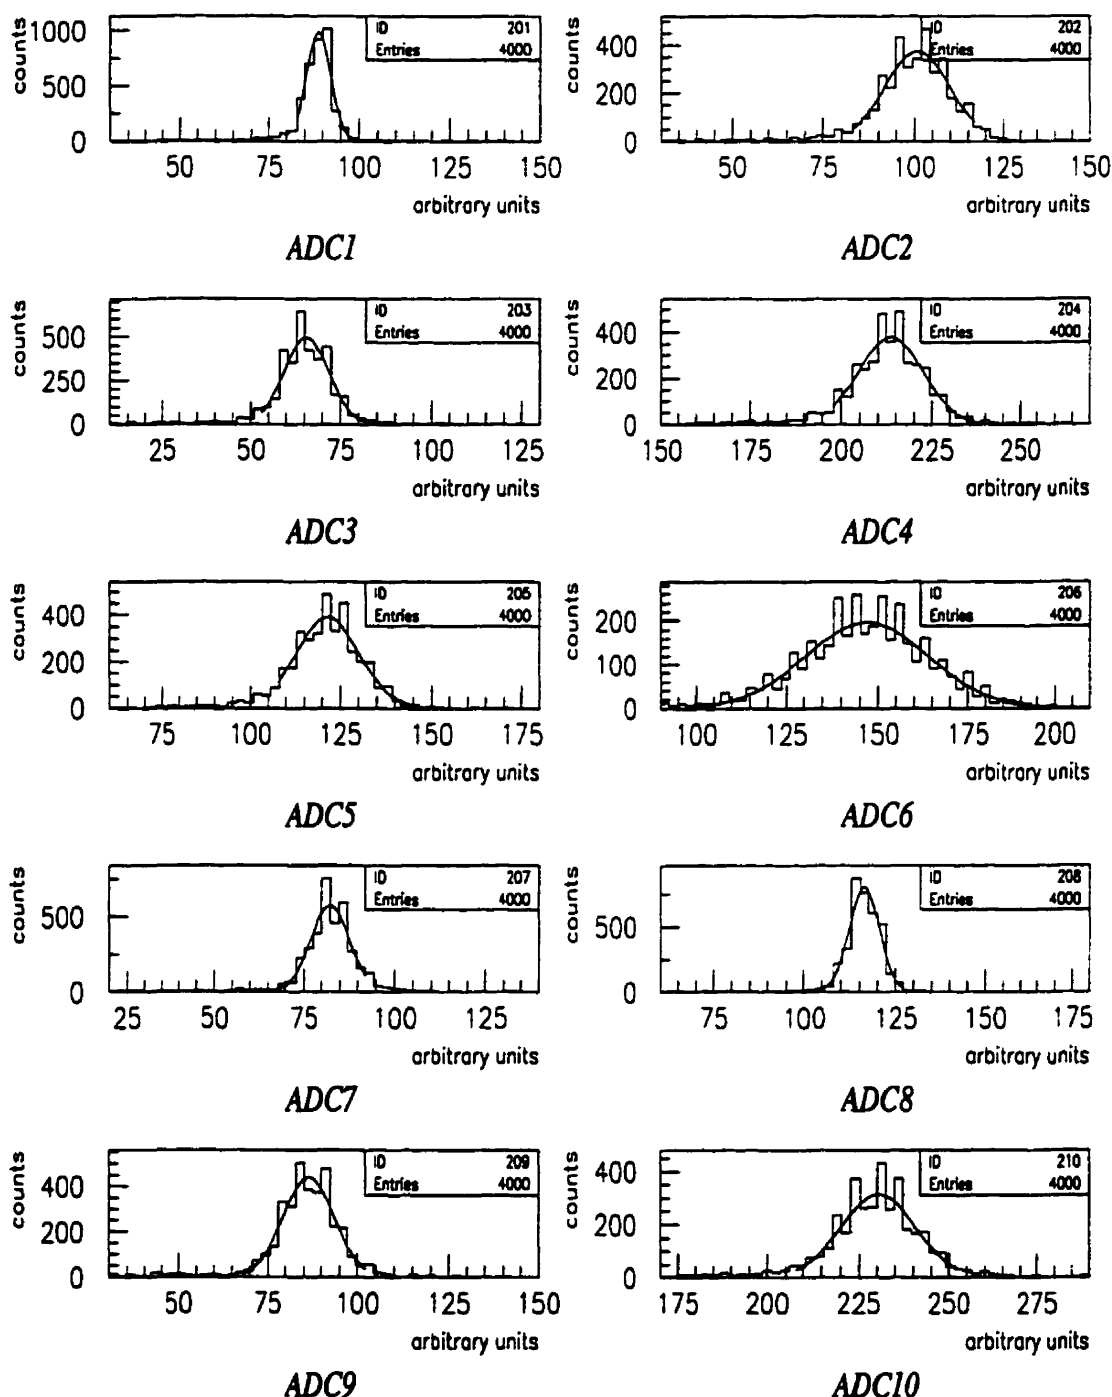 counts
1000
500
0
ID 201
Entries 4000
50 75 100 125 150
arbitrary units
ADC1
counts
400
200
0
ID 202
Entries 4000
50 75 100 125 150
arbitrary units
ADC2
counts
500
250
0
ID 203
Entries 4000
25 50 75 100 125
arbitrary units
ADC3
counts
400
200
0
ID 204
Entries 4000
150 175 200 225 250
arbitrary units
ADC4
counts
400
200
0
ID 205
Entries 4000
75 100 125 150 175
arbitrary units
ADC5
counts
200
100
0
ID 206
Entries 4000
100 125 150 175 200
arbitrary units
ADC6
counts
500
0
ID 207
Entries 4000
25 50 75 100 125
arbitrary units
ADC7
counts
500
0
ID 208
Entries 4000
75 100 125 150 175
arbitrary units
ADC8
counts
400
200
0
ID 209
Entries 4000
50 75 100 125 150
arbitrary units
ADC9
counts
400
200
0
ID 210
Entries 4000
175 200 225 250 275
arbitrary units
ADC10